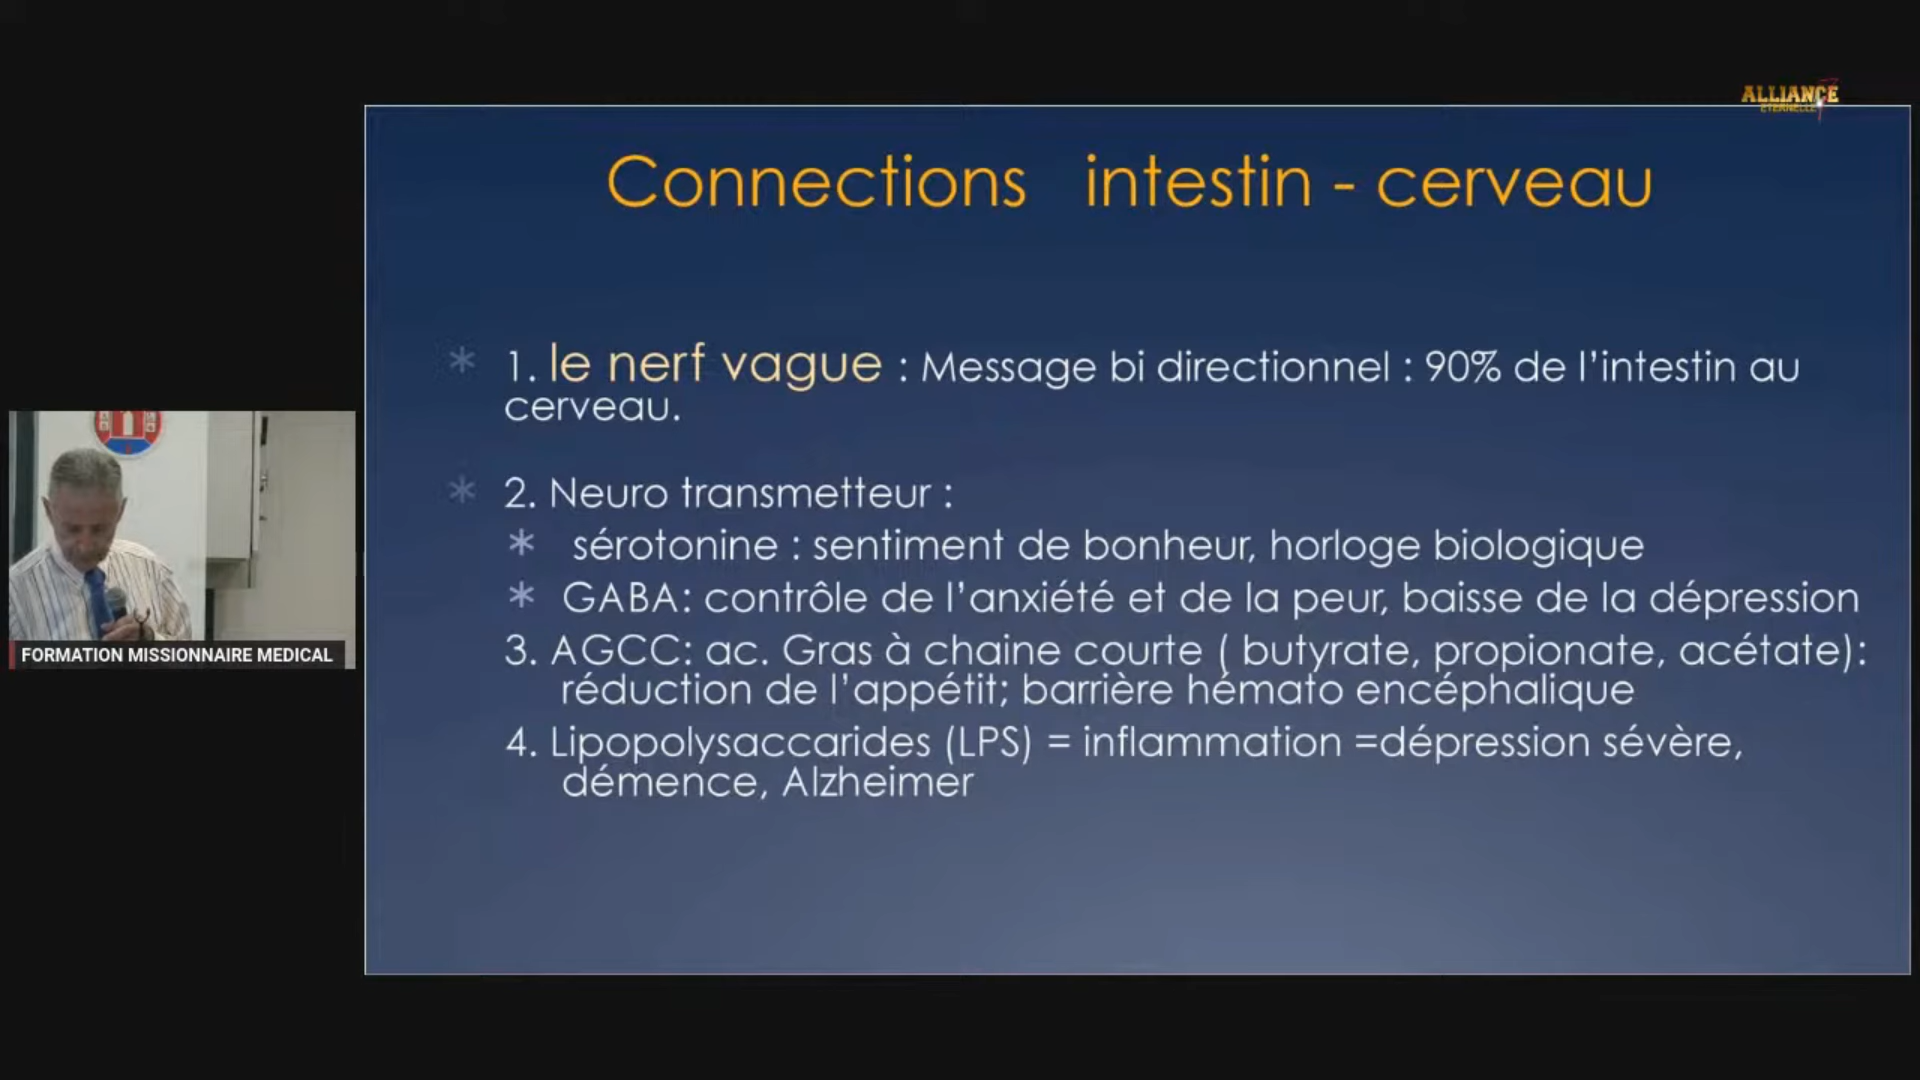 ALLIANCE
ETERNELLE
Connections intestin - cerveau
* 1. le nerf vague : Message bi directionnel : 90% de l’intestin au
cerveau.
* 2. Neuro transmetteur :
* sérotonine : sentiment de bonheur, horloge biologique
* GABA: contrôle de l’anxiété et de la peur, baisse de la dépression
3. AGCC: ac. Gras à chaine courte ( butyrate, propionate, acétate):
réduction de l’appétit; barrière hémato encéphalique
4. Lipopolysaccarides (LPS) = inflammation =dépression sévère,
démence, Alzheimer
FORMATION MISSIONNAIRE MEDICAL